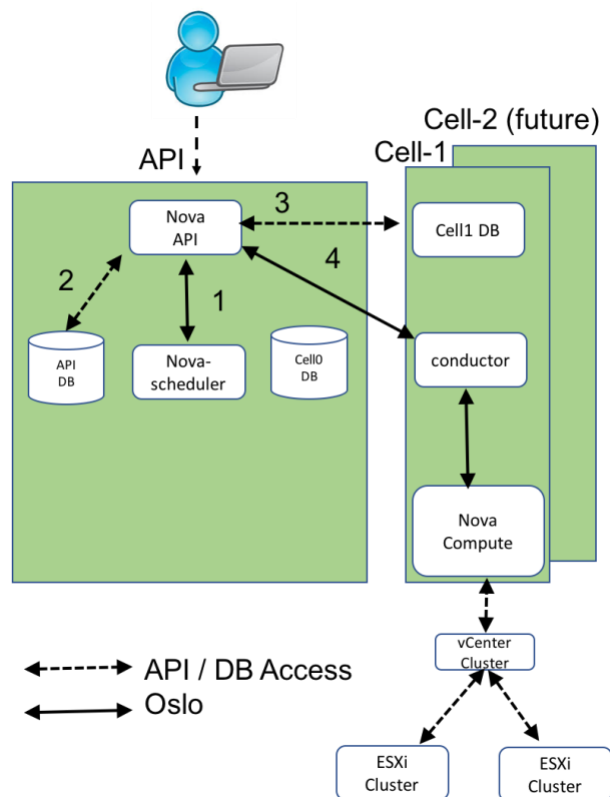 Cell-2 (future)
API
Cell-1
Nova
API
3
Cell1 DB
4
2
1
API
DB
Nova-
scheduler
Cell0
DB
conductor
Nova
Compute
vCenter
Cluster
API / DB Access
Oslo
ESXi
Cluster
ESXi
Cluster